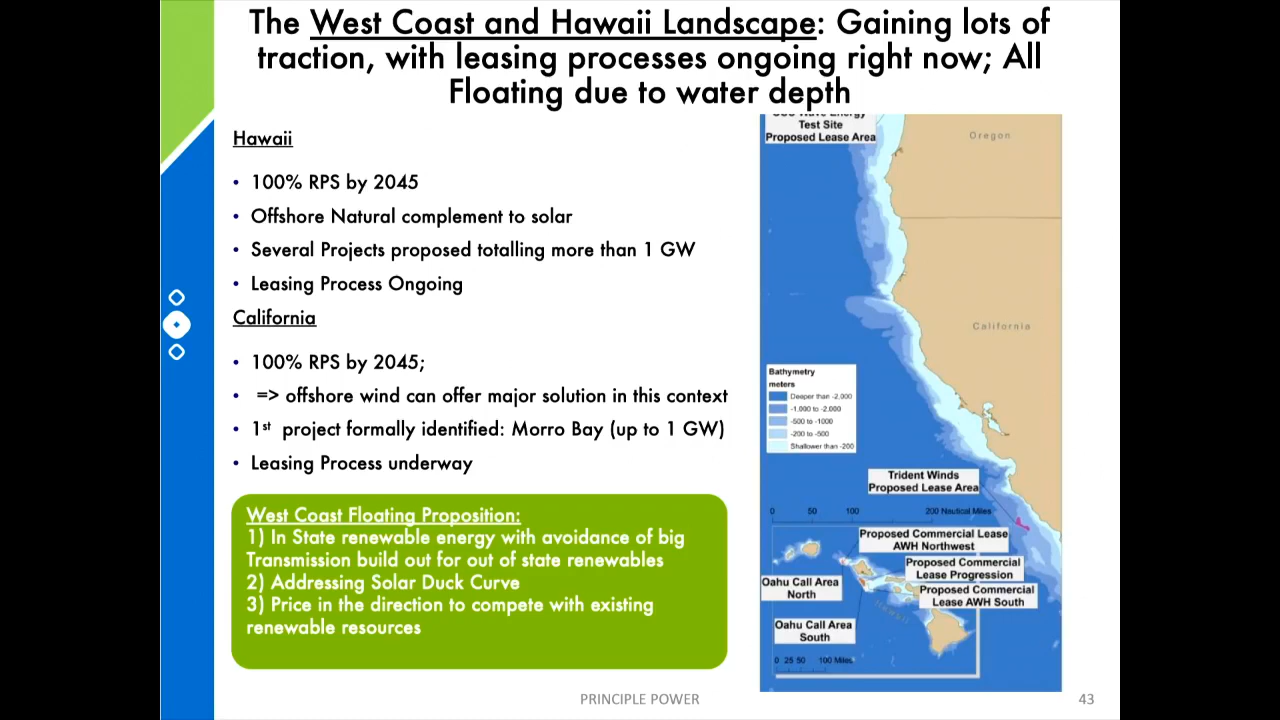 The West Coast and Hawaii Landscape: Gaining lots of
traction, with leasing processes ongoing right now; All
Floating due to water depth
Hawaii
• 100% RPS by 2045
• Offshore Natural complement to solar
• Several Projects proposed totalling more than 1 GW
• Leasing Process Ongoing
California
• 100% RPS by 2045;
• => offshore wind can offer major solution in this context
• 1st project formally identified: Morro Bay (up to 1 GW)
• Leasing Process underway
West Coast Floating Proposition:
1) In State renewable energy with avoidance of big
Transmission build out for out of state renewables
2) Addressing Solar Duck Curve
3) Price in the direction to compete with existing
renewable resources
Wave Energy
Test Site
Proposed Lease Area
Oregon
California
Bathymetry
meters
Deeper than -2,000
-1,000 to -2,000
-500 to -1000
-200 to -500
Shallower than -200
Trident Winds
Proposed Lease Area
0 50 100 200 Nautical Miles
Proposed Commercial Lease
AWH Northwest
Proposed Commercial
Lease Progression
Proposed Commercial
Lease AWH South
Oahu Call Area
North
Hawaii
Oahu Call Area
South
0 25 50 100 Miles
PRINCIPLE POWER
43